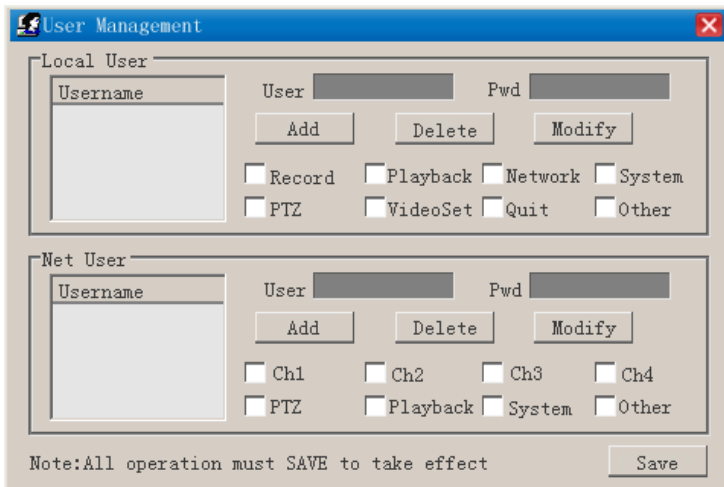 User Management
Local User
Username
User Pwd
Add Delete Modify
Record Playback Network System
PTZ VideoSet Quit Other
Net User
Username
User Pwd
Add Delete Modify
Ch1 Ch2 Ch3 Ch4
PTZ Playback System Other
Note:All operation must SAVE to take effect Save